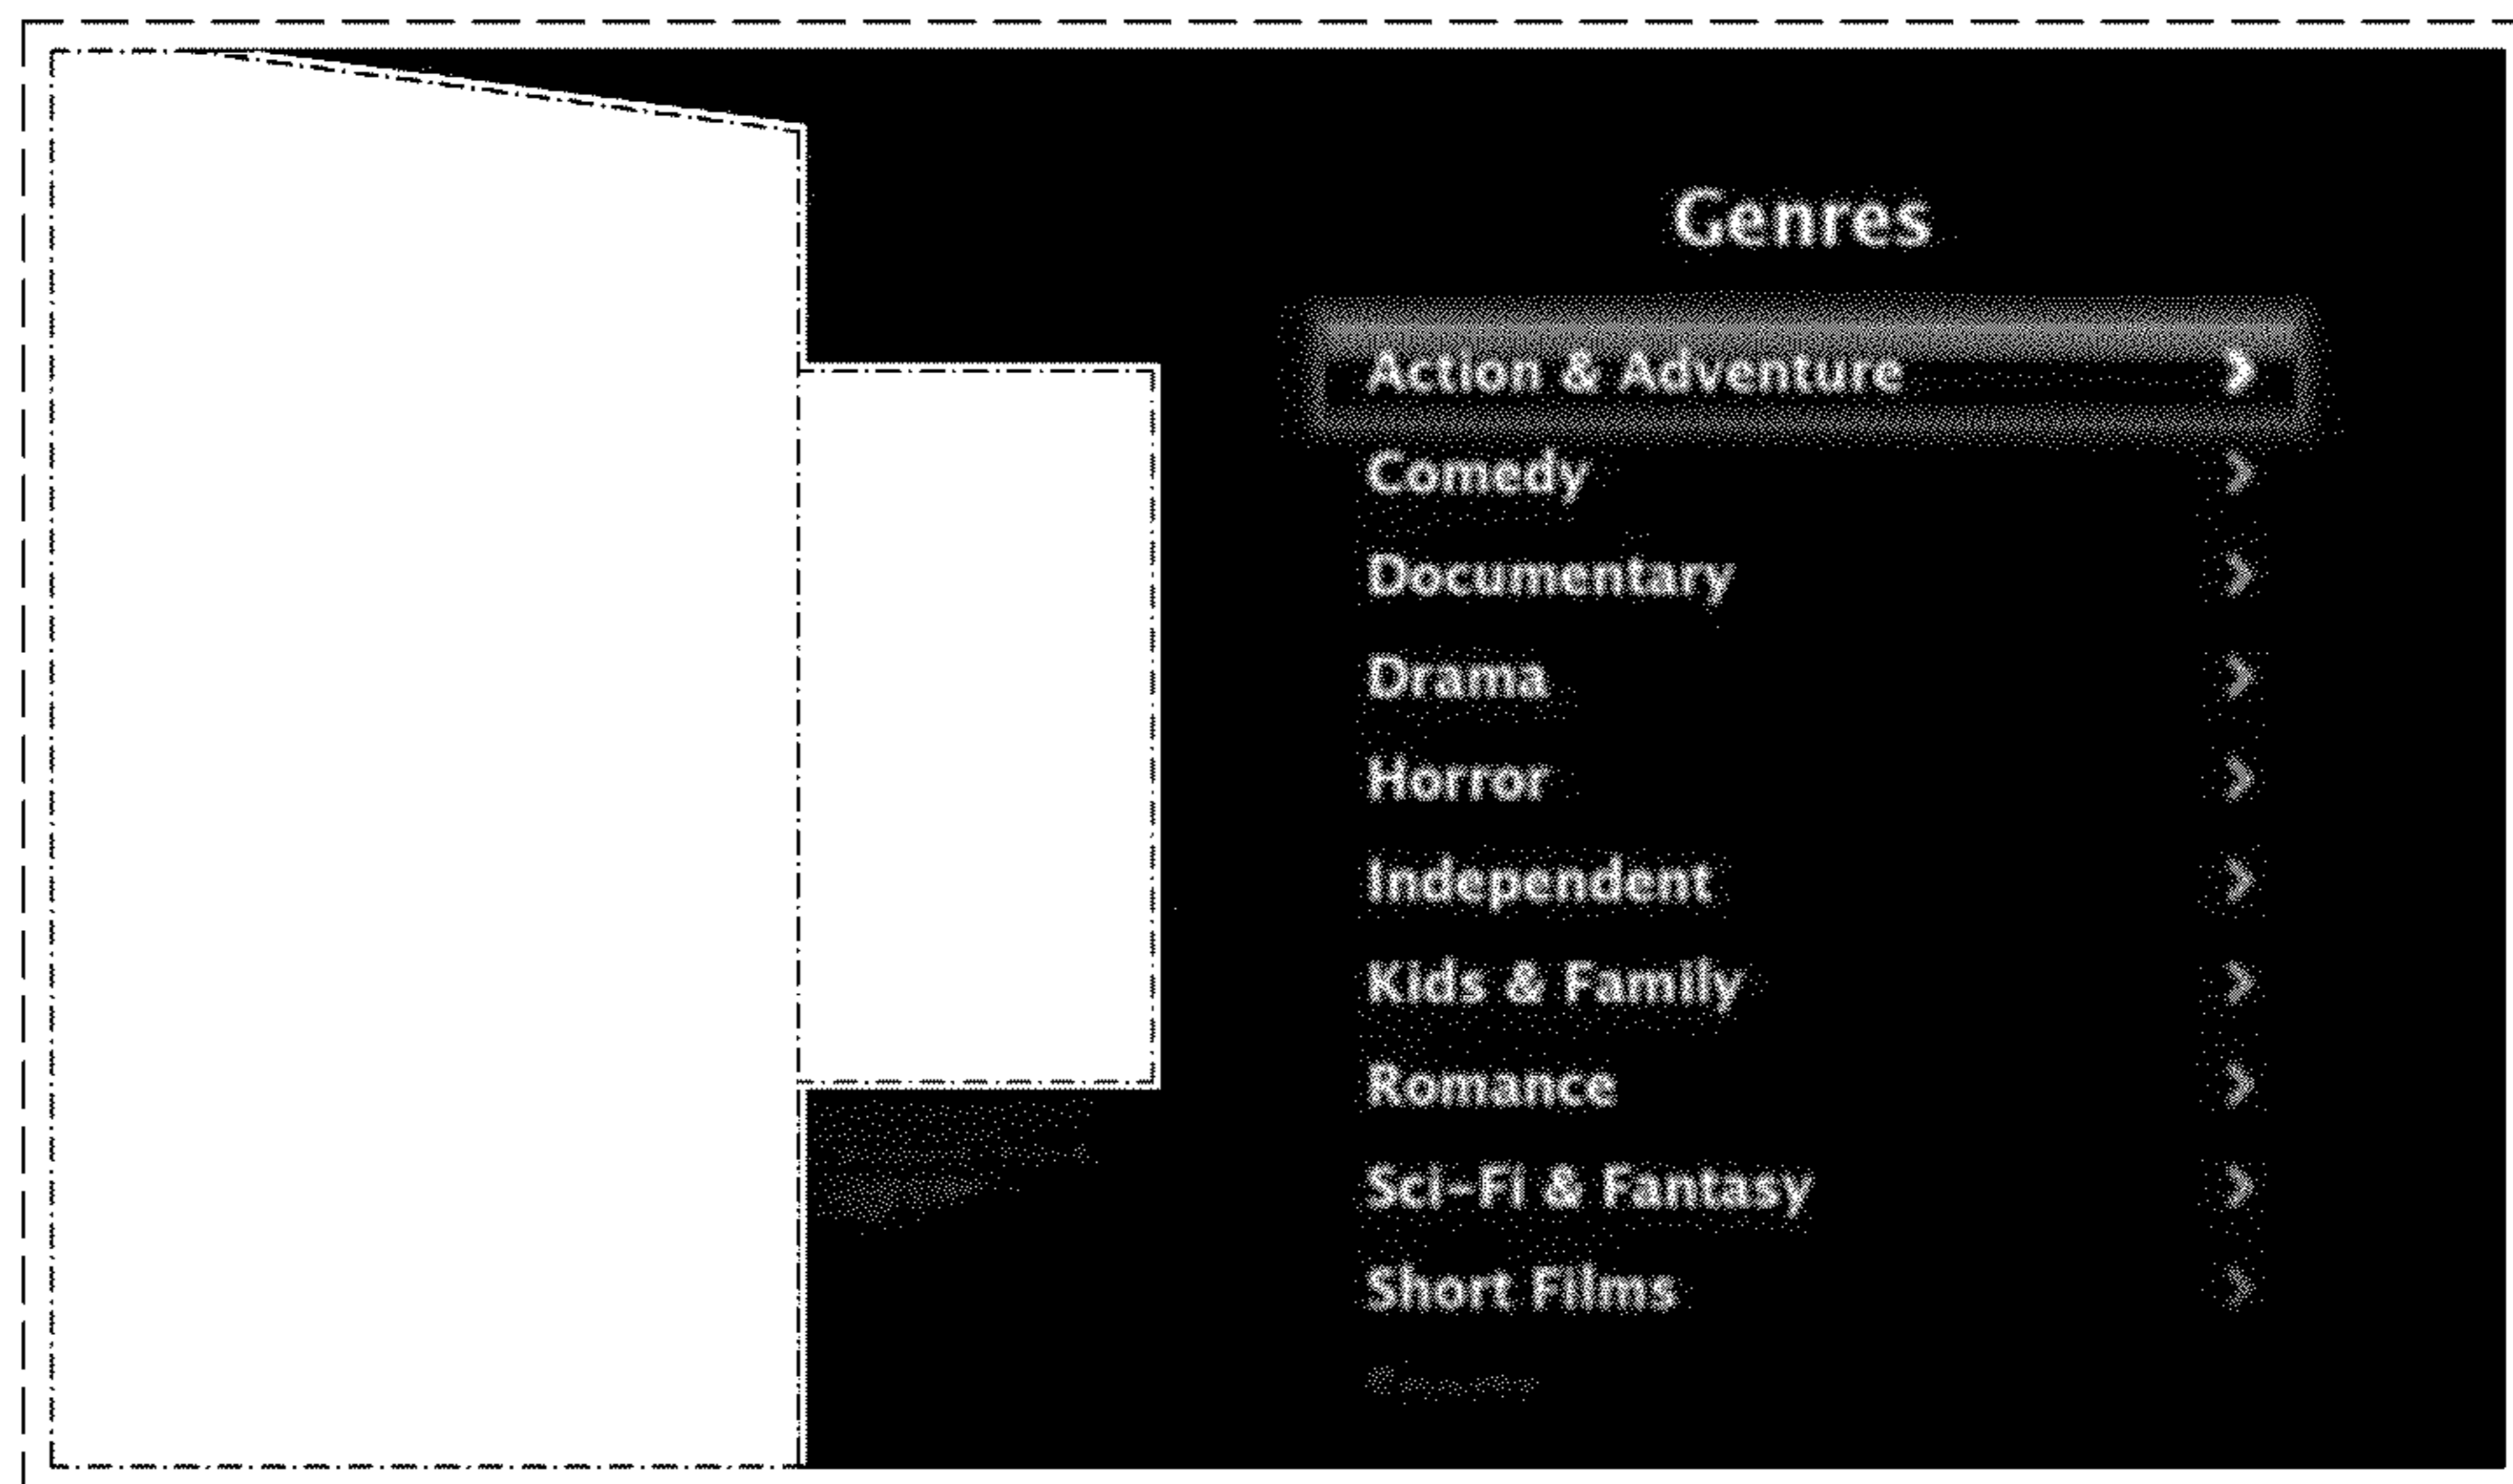 Genres
Action & Adventure
Comedy
Documentary
Drama
Horror
Independent
Kids & Family
Romance
Sci-Fi & Fantasy
Short Films